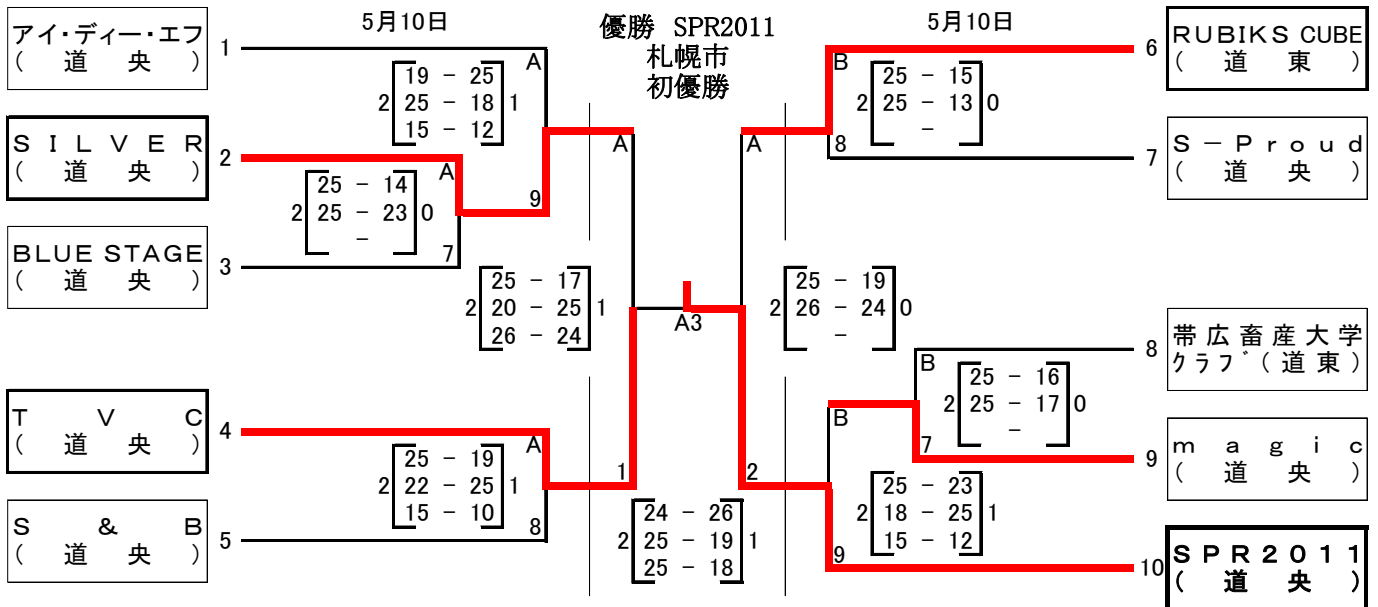 優勝 SPR2011
札幌市
初優勝
5月10日
アイ・ディー・エフ
( 道 央 )
1
A
19 - 25
2 25 - 18 1
15 - 12
SILVER
( 道 央 )
2
A
9
25 - 14
2 25 - 23 0
-
7
BLUE STAGE
( 道 央 )
3
A
25 - 17
2 20 - 25 1
26 - 24
TVC
( 道 央 )
4
A
1
25 - 19
2 22 - 25 1
15 - 10
8
S & B
( 道 央 )
5
A3
24 - 26
2 25 - 19 1
25 - 18
5月10日
6
RUBIKS CUBE
( 道 東 )
B
25 - 15
2 25 - 13 0
-
A
8
7
S-Proud
( 道 央 )
25 - 19
2 26 - 24 0
-
8
帯広畜産大学
クラブ(道東)
B
25 - 16
2 25 - 17 0
-
B
7
9
magic
( 道 央 )
2
25 - 23
2 18 - 25 1
15 - 12
9
10
SPR2011
( 道 央 )